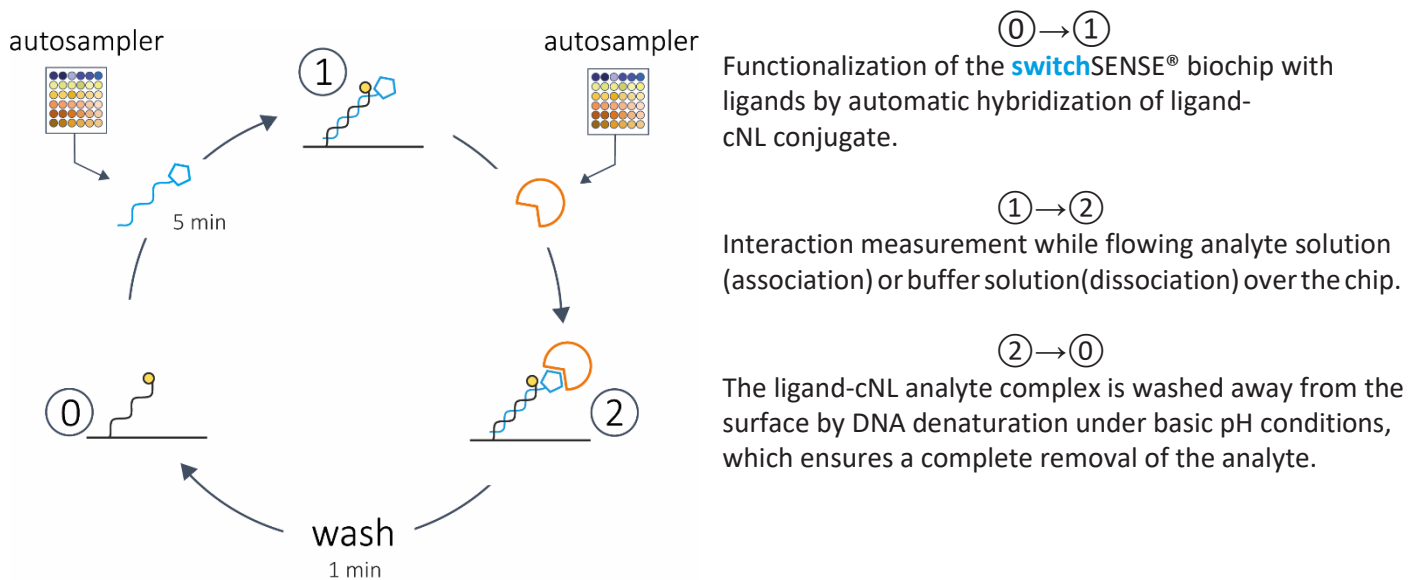 autosampler
autosampler
1
5 min
0
2
wash
1 min
0→1
Functionalization of the switchSENSE® biochip with
ligands by automatic hybridization of ligand-
cNL conjugate.
1→2
Interaction measurement while flowing analyte solution
(association) or buffer solution(dissociation) over the chip.
2→0
The ligand-cNL analyte complex is washed away from the
surface by DNA denaturation under basic pH conditions,
which ensures a complete removal of the analyte.